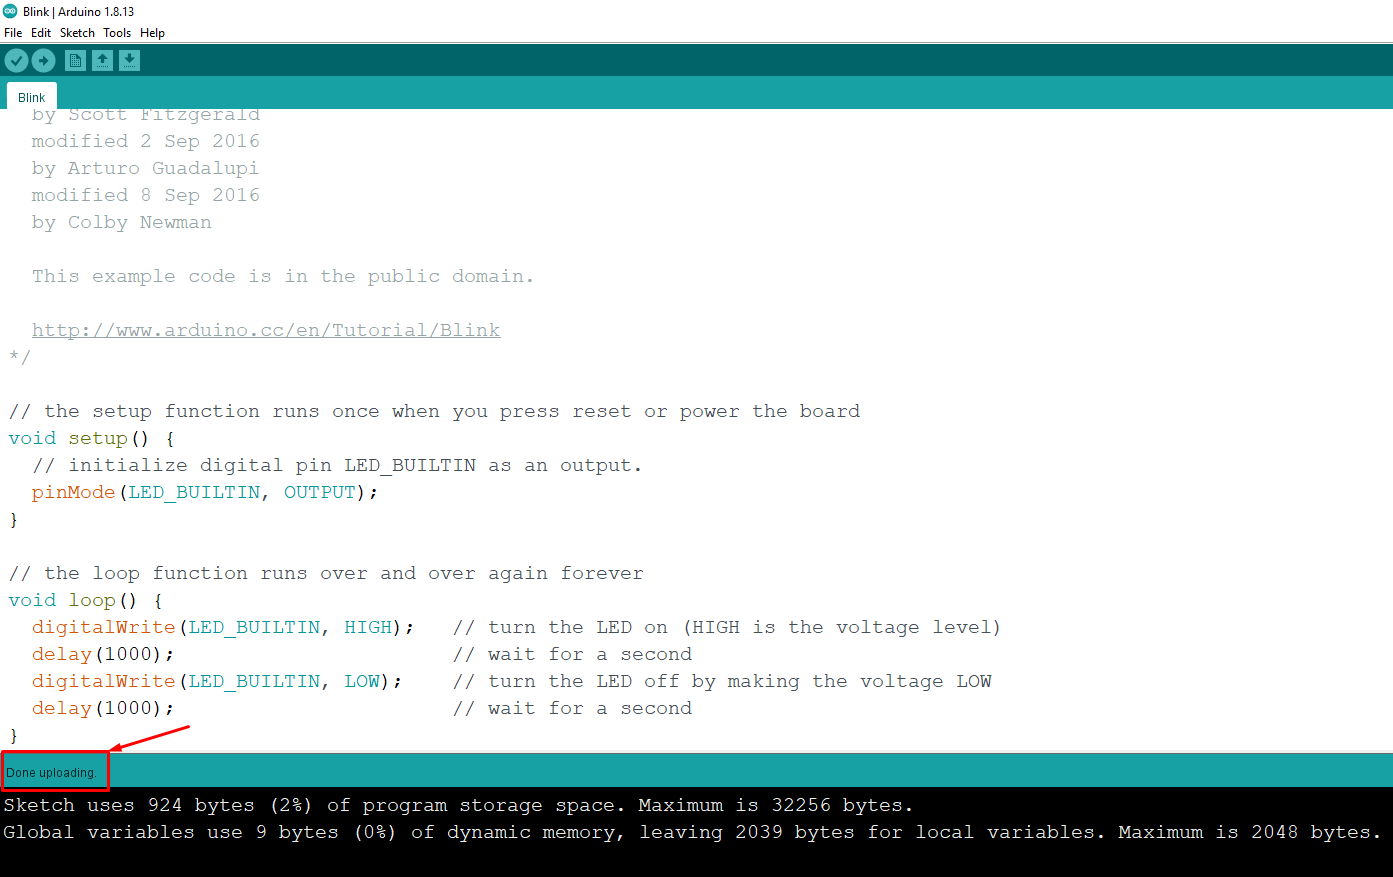 Blink | Arduino 1.8.13
File Edit Sketch Tools Help
Blink
by Scott Fitzgerald
modified 2 Sep 2016
by Arturo Guadalupi
modified 8 Sep 2016
by Colby Newman
This example code is in the public domain.
http://www.arduino.cc/en/Tutorial/Blink
*/
// the setup function runs once when you press reset or power the board
void setup() {
  // initialize digital pin LED_BUILTIN as an output.
  pinMode(LED_BUILTIN, OUTPUT);
}
// the loop function runs over and over again forever
void loop() {
  digitalWrite(LED_BUILTIN, HIGH);   // turn the LED on (HIGH is the voltage level)
  delay(1000);                       // wait for a second
  digitalWrite(LED_BUILTIN, LOW);    // turn the LED off by making the voltage LOW
  delay(1000);                       // wait for a second
}
Done uploading.
Sketch uses 924 bytes (2%) of program storage space. Maximum is 32256 bytes.
Global variables use 9 bytes (0%) of dynamic memory, leaving 2039 bytes for local variables. Maximum is 2048 bytes.